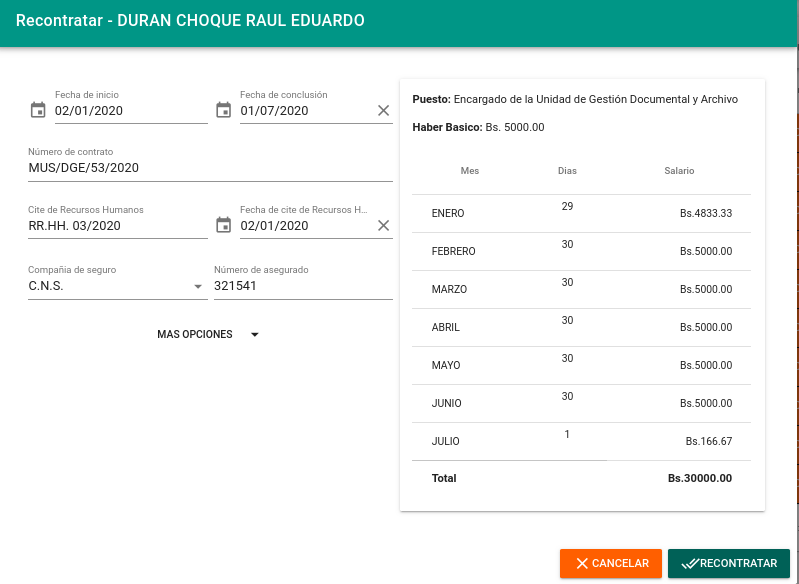 Recontratar - DURAN CHOQUE RAUL EDUARDO
Fecha de inicio
02/01/2020
Fecha de conclusión
01/07/2020
Número de contrato
MUS/DGE/53/2020
Cite de Recursos Humanos
RR.HH. 03/2020
Fecha de cite de Recursos H...
02/01/2020
Compañia de seguro
C.N.S.
Número de asegurado
321541
MAS OPCIONES
Puesto: Encargado de la Unidad de Gestión Documental y Archivo
Haber Basico: Bs. 5000.00
Mes Dias Salario
ENERO 29 Bs.4833.33
FEBRERO 30 Bs.5000.00
MARZO 30 Bs.5000.00
ABRIL 30 Bs.5000.00
MAYO 30 Bs.5000.00
JUNIO 30 Bs.5000.00
JULIO 1 Bs.166.67
Total Bs.30000.00
CANCELAR
RECONTRATAR